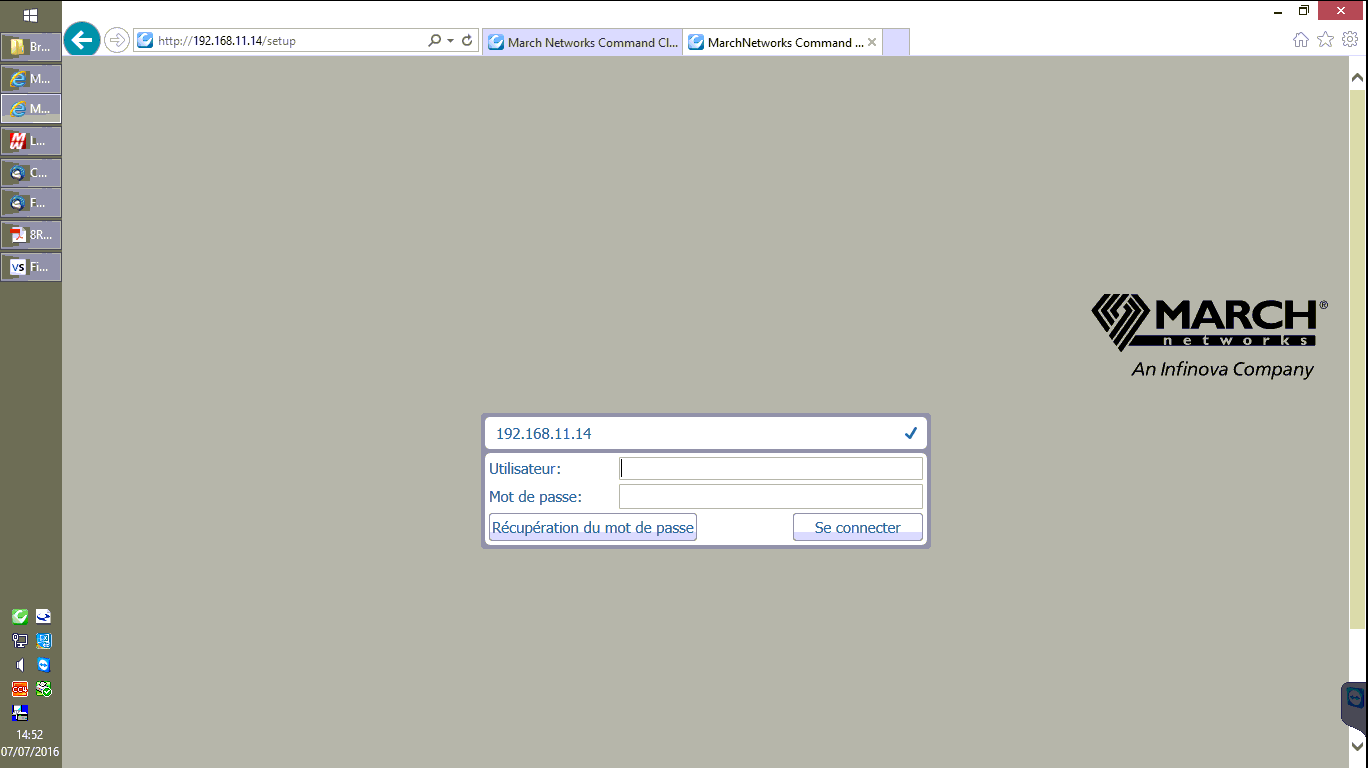 http://192.168.11.14/setup
March Networks Command Cl...
MarchNetworks Command ...
Br...
M...
M...
L...
C...
F...
8R...
Fi...
MARCH®
networks
An Infinova Company
192.168.11.14
Utilisateur:
Mot de passe:
Récupération du mot de passe
Se connecter
14:52
07/07/2016